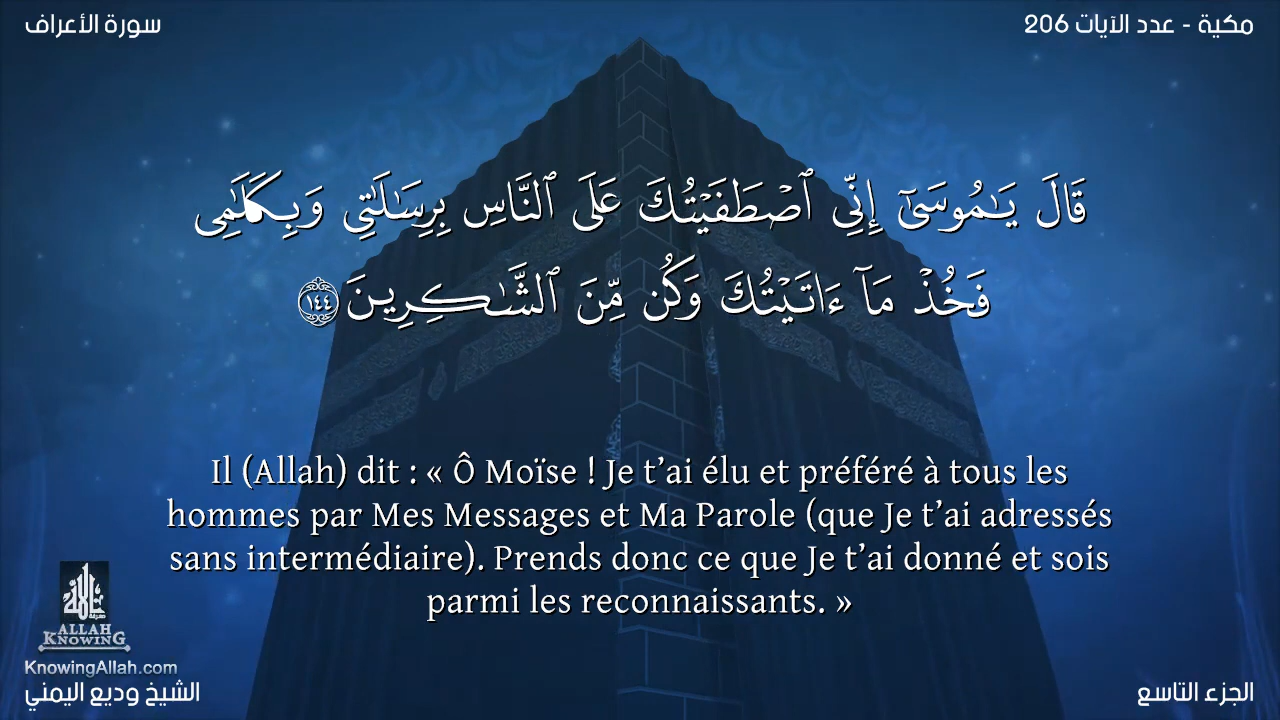 سورة الأعراف
مكية - عدد الآيات 206
قَالَ يَـٰمُوسَىٰٓ إِنِّى ٱصْطَفَيْتُكَ عَلَى ٱلنَّاسِ بِرِسَـٰلَـٰتِى وَبِكَلَـٰمِى
فَخُذْ مَآ ءَاتَيْتُكَ وَكُن مِّنَ ٱلشَّـٰكِرِينَ ١٤٤
Il (Allah) dit : « Ô Moïse ! Je t’ai élu et préféré à tous les
hommes par Mes Messages et Ma Parole (que Je t’ai adressés
sans intermédiaire). Prends donc ce que Je t’ai donné et sois
parmi les reconnaissants. »
ALLAH
KNOWING
KnowingAllah.com
الشيخ وديع اليمني
الجزء التاسع